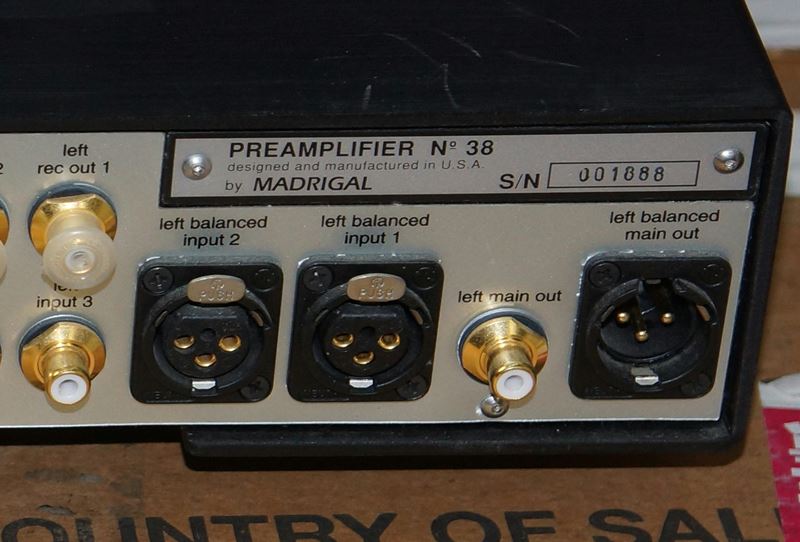 PREAMPLIFIER Nº 38
designed and manufactured in U.S.A.
by MADRIGAL
S/N 001888
left
rec out 1
left balanced
input 2
left balanced
input 1
left balanced
main out
left main out
input 3
PUSH
PUSH
COUNTRY OF SAL